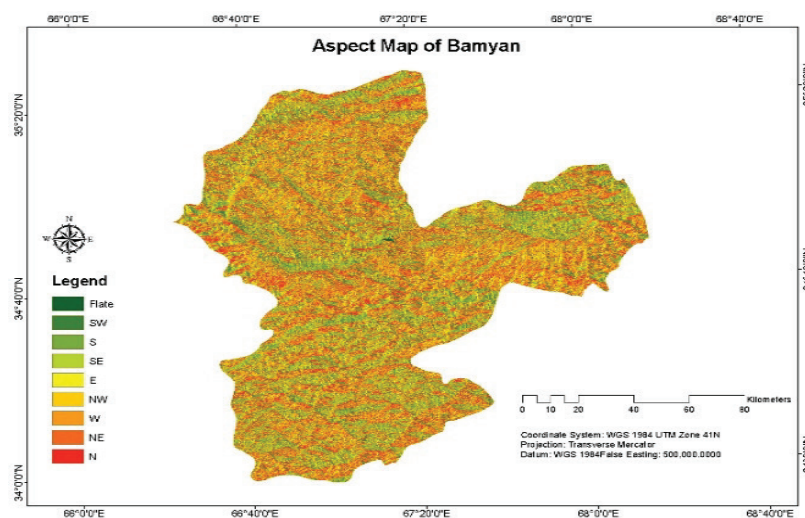 66°0'0"E 66°40'0"E 67°20'0"E 68°0'0"E 68°40'0"E
Aspect Map of Bamyan
35°20'0"N
N
W E
S
Legend
Flate
SW
S
SE
E
NW
W
NE
N
34°40'0"N
34°0'0"N
Kilometers
0 5 10 20 40 60 80
Coordinate System: WGS 1984 UTM Zone 41N
Projection: Transverse Mercator
Datum: WGS 1984False Easting: 500,000.0000
66°0'0"E 66°40'0"E 67°20'0"E 68°0'0"E 68°40'0"E